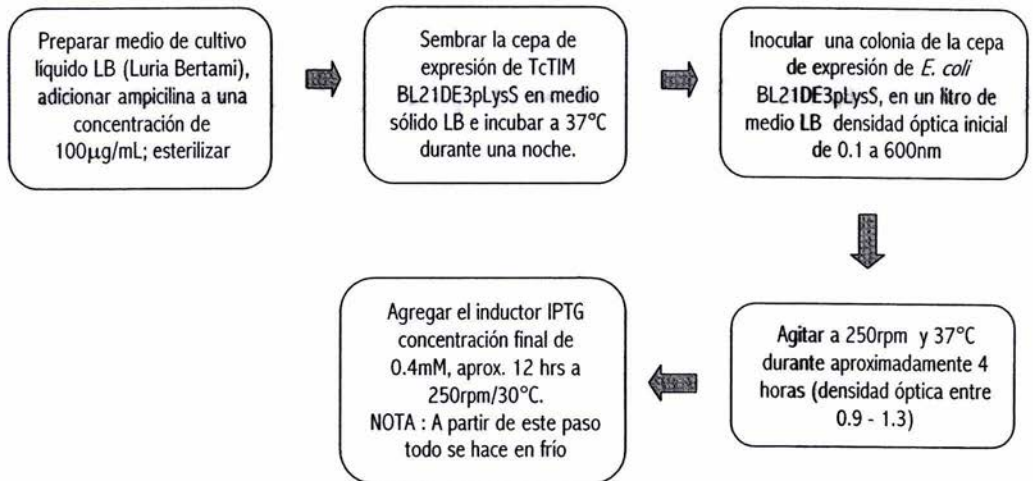 Preparar medio de cultivo
líquido LB (Luria Bertami),
adicionar ampicilina a una
concentración de
100µg/mL; esterilizar
Sembrar la cepa de
expresión de TcTIM
BL21DE3pLysS en medio
sólido LB e incubar a 37°C
durante una noche.
Inocular una colonia de la cepa
de expresión de E. coli
BL21DE3pLysS, en un litro de
medio LB densidad óptica inicial
de 0.1 a 600nm
Agitar a 250rpm y 37°C
durante aproximadamente 4
horas (densidad óptica entre
0.9 - 1.3)
Agregar el inductor IPTG
concentración final de
0.4mM, aprox. 12 hrs a
250rpm/30°C.
NOTA : A partir de este paso
todo se hace en frío